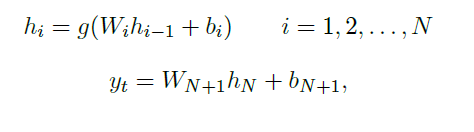 h_i = g(W_i h_{i−1} + b_i)    i = 1, 2, . . . , N
y_t = W_{N+1} h_N + b_{N+1},